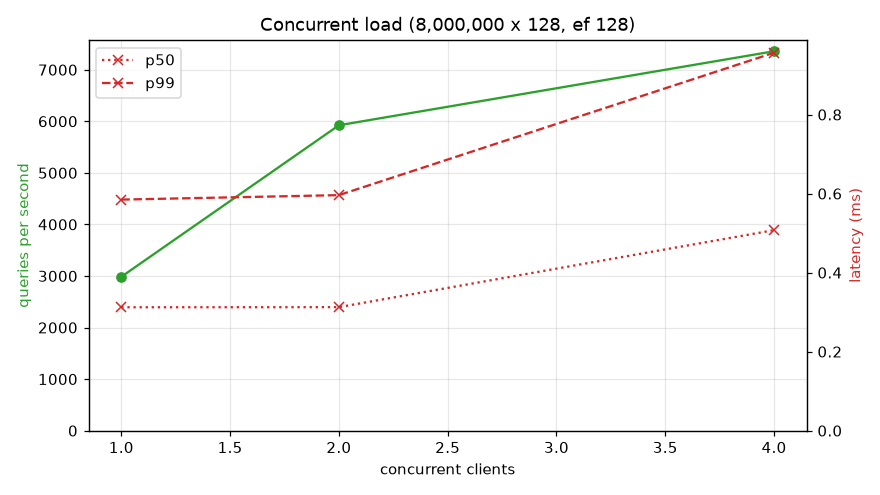 Concurrent load (8,000,000 x 128, ef 128)
p50
p99
7000
6000
5000
4000
3000
2000
1000
0
queries per second
0.8
0.6
0.4
0.2
0.0
latency (ms)
1.0 1.5 2.0 2.5 3.0 3.5 4.0
concurrent clients